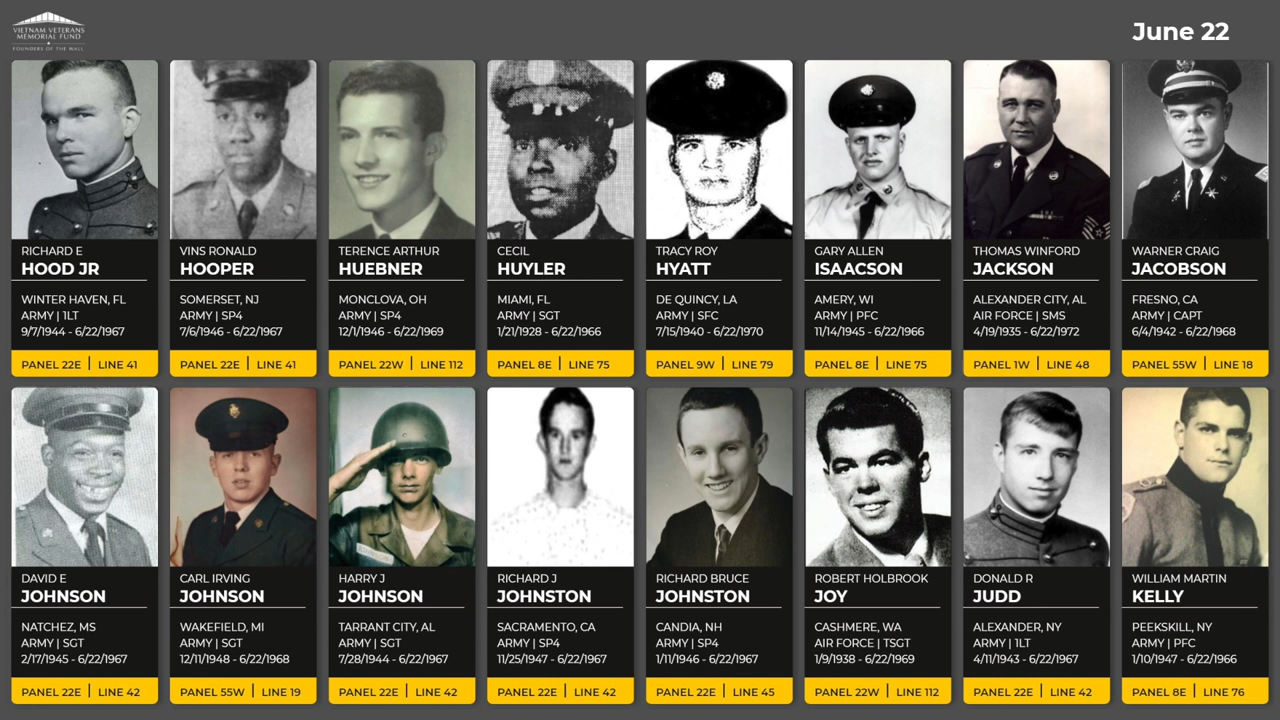 VIETNAM VETERANS
MEMORIAL FUND
FOUNDERS OF THE WALL
June 22
RICHARD E
HOOD JR
WINTER HAVEN, FL
ARMY | 1LT
9/7/1944 - 6/22/1967
PANEL 22E | LINE 41
VINS RONALD
HOOPER
SOMERSET, NJ
ARMY | SP4
7/6/1946 - 6/22/1967
PANEL 22E | LINE 41
TERENCE ARTHUR
HUEBNER
MONCLOVA, OH
ARMY | SP4
12/1/1946 - 6/22/1969
PANEL 22W | LINE 112
CECIL
HUYLER
MIAMI, FL
ARMY | SGT
1/21/1928 - 6/22/1966
PANEL 8E | LINE 75
TRACY ROY
HYATT
DE QUINCY, LA
ARMY | SFC
7/15/1940 - 6/22/1970
PANEL 9W | LINE 79
GARY ALLEN
ISAACSON
AMERY, WI
ARMY | PFC
11/14/1945 - 6/22/1966
PANEL 8E | LINE 75
THOMAS WINFORD
JACKSON
ALEXANDER CITY, AL
AIR FORCE | SMS
4/19/1935 - 6/22/1972
PANEL 1W | LINE 48
WARNER CRAIG
JACOBSON
FRESNO, CA
ARMY | CAPT
6/4/1942 - 6/22/1968
PANEL 55W | LINE 18
DAVID E
JOHNSON
NATCHEZ, MS
ARMY | SGT
2/17/1945 - 6/22/1967
PANEL 22E | LINE 42
CARL IRVING
JOHNSON
WAKEFIELD, MI
ARMY | SGT
12/11/1948 - 6/22/1968
PANEL 55W | LINE 19
HARRY J
JOHNSON
TARRANT CITY, AL
ARMY | SGT
7/28/1944 - 6/22/1967
PANEL 22E | LINE 42
RICHARD J
JOHNSTON
SACRAMENTO, CA
ARMY | SP4
11/25/1947 - 6/22/1967
PANEL 22E | LINE 42
RICHARD BRUCE
JOHNSTON
CANDIA, NH
ARMY | SP4
1/11/1946 - 6/22/1967
PANEL 22E | LINE 45
ROBERT HOLBROOK
JOY
CASHMERE, WA
AIR FORCE | TSGT
1/9/1938 - 6/22/1969
PANEL 22W | LINE 112
DONALD R
JUDD
ALEXANDER, NY
ARMY | 1LT
4/11/1943 - 6/22/1967
PANEL 22E | LINE 42
WILLIAM MARTIN
KELLY
PEEKSKILL, NY
ARMY | PFC
1/10/1947 - 6/22/1966
PANEL 8E | LINE 76